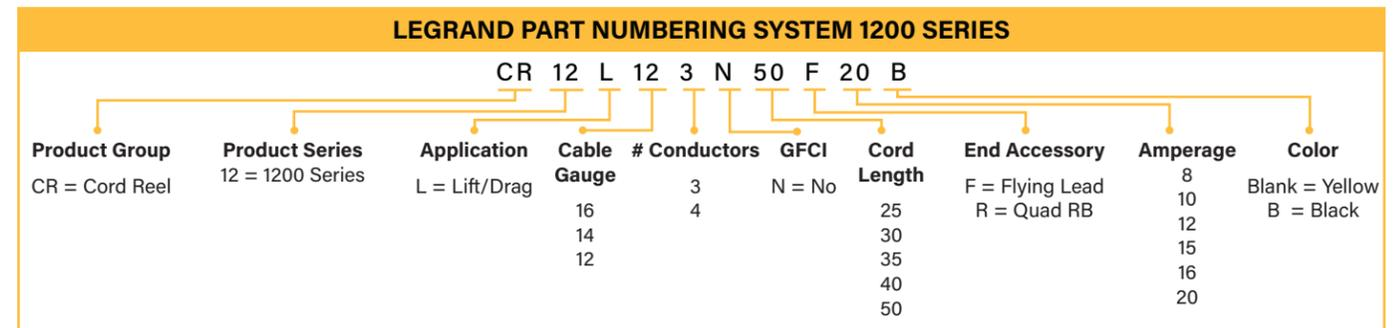 LEGRAND PART NUMBERING SYSTEM 1200 SERIES
CR 12 L 12 3 N 50 F 20 B
Product Group
CR = Cord Reel
Product Series
12 = 1200 Series
Application
L = Lift/Drag
Cable
Gauge
16
14
12
# Conductors
3
4
GFCI
N = No
Cord
Length
25
30
35
40
50
End Accessory
F = Flying Lead
R = Quad RB
Amperage
8
10
12
15
16
20
Color
Blank = Yellow
B = Black